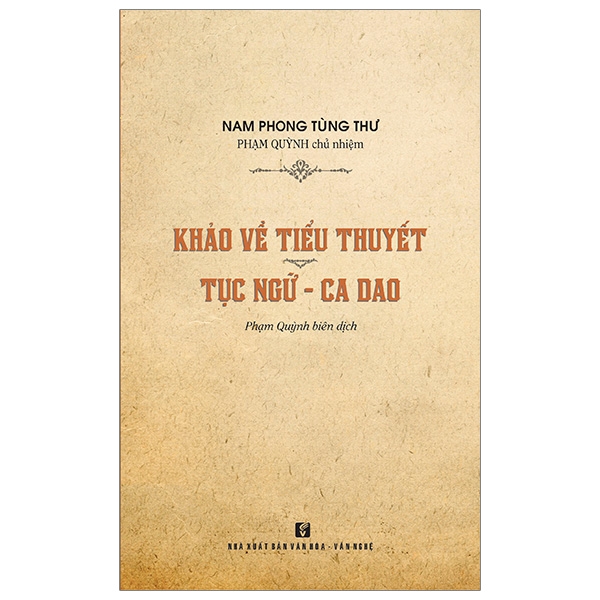 NAM PHONG TÙNG THƯ
PHẠM QUỲNH chủ nhiệm
KHẢO VỀ TIỂU THUYẾT
TỤC NGỮ - CA DAO
Phạm Quỳnh biên dịch
NHÀ XUẤT BẢN VĂN HÓA - VĂN NGHỆ